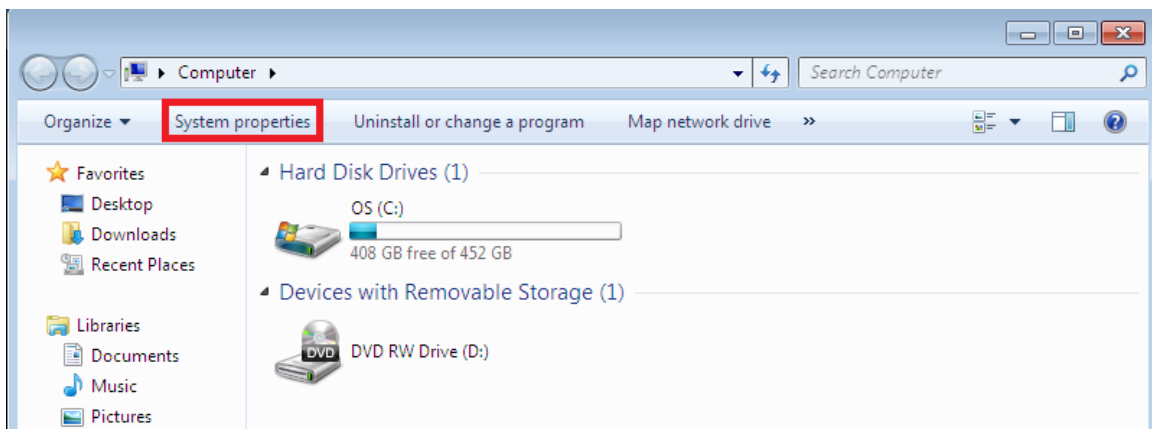 Computer
Search Computer
Organize System properties Uninstall or change a program Map network drive »
Favorites
Desktop
Downloads
Recent Places
Libraries
Documents
Music
Pictures
Hard Disk Drives (1)
OS (C:)
408 GB free of 452 GB
Devices with Removable Storage (1)
DVD
DVD RW Drive (D:)